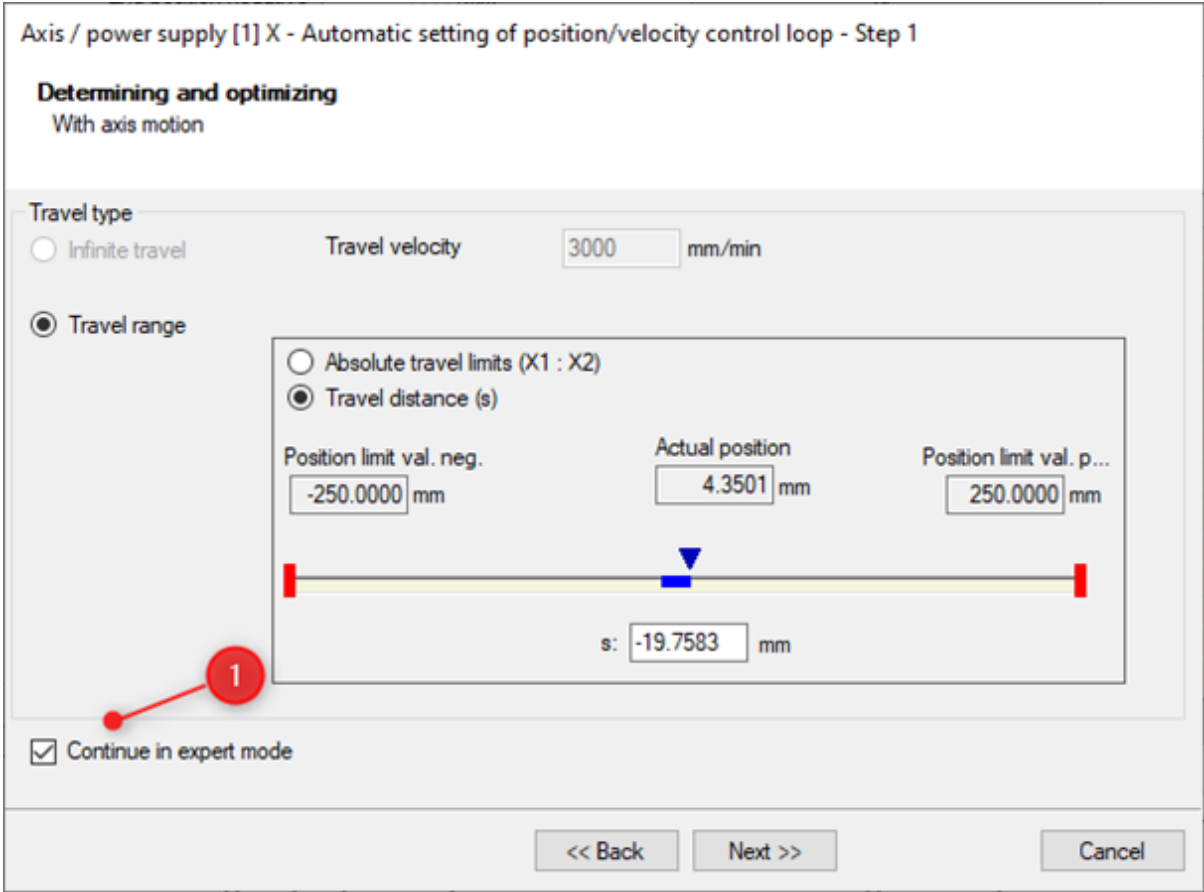 Axis / power supply [1] X - Automatic setting of position/velocity control loop - Step 1
Determining and optimizing
With axis motion
Travel type
Infinite travel
Travel velocity
3000
mm/min
Travel range
Absolute travel limits (X1 : X2)
Travel distance (s)
Position limit val. neg.
Actual position
Position limit val. p...
-250.0000 mm
4.3501 mm
250.0000 mm
s: -19.7583 mm
1
Continue in expert mode
<< Back
Next >>
Cancel